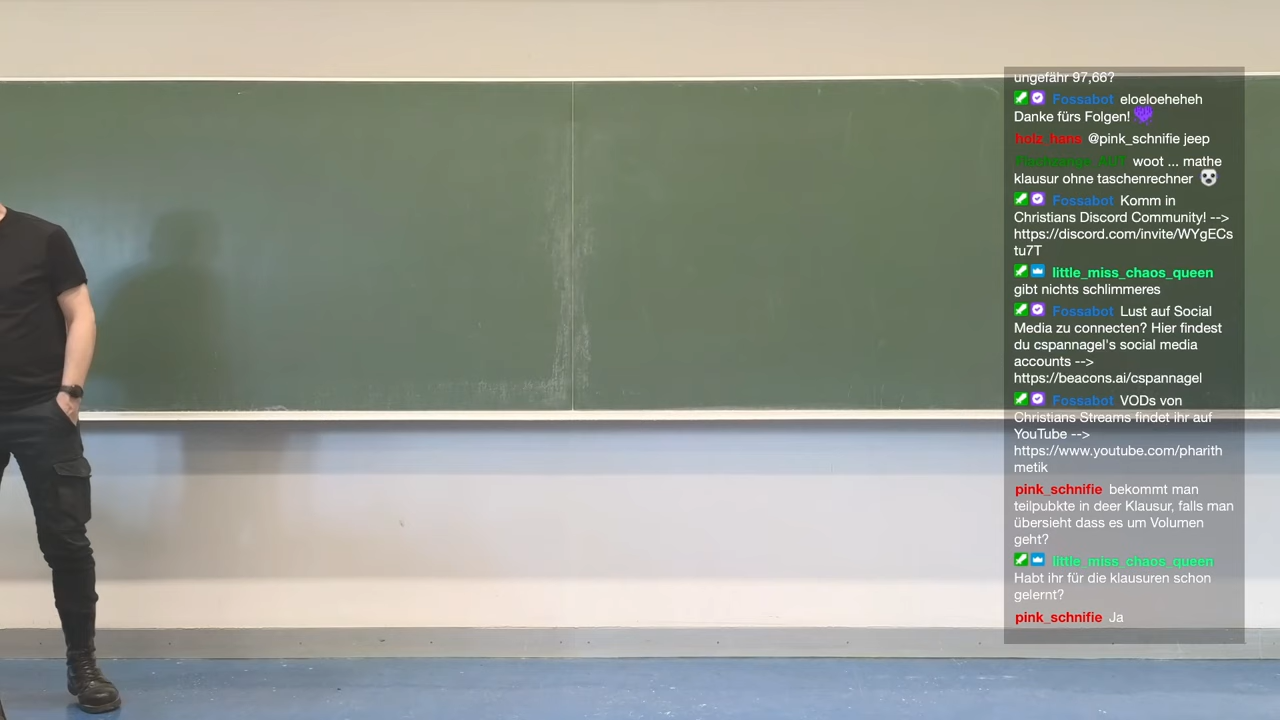 ungefähr 97,66?
Fossabot eloeloeheheh
Danke fürs Folgen!
holz_hans @pink_schnifie jeep
woot ... mathe
klausur ohne taschenrechner
Fossabot Komm in
Christians Discord Community! -->
https://discord.com/invite/WYgECs
tu7T
little_miss_chaos_queen
gibt nichts schlimmeres
Fossabot Lust auf Social
Media zu connecten? Hier findest
du cspannagel's social media
accounts -->
https://beacons.ai/cspannagel
Fossabot VODs von
Christians Streams findet ihr auf
YouTube -->
https://www.youtube.com/pharith
metik
pink_schnifie bekommt man
teilpubkte in deer Klausur, falls man
übersieht dass es um Volumen
geht?
little_miss_chaos_queen
Habt ihr für die klausuren schon
gelernt?
pink_schnifie Ja